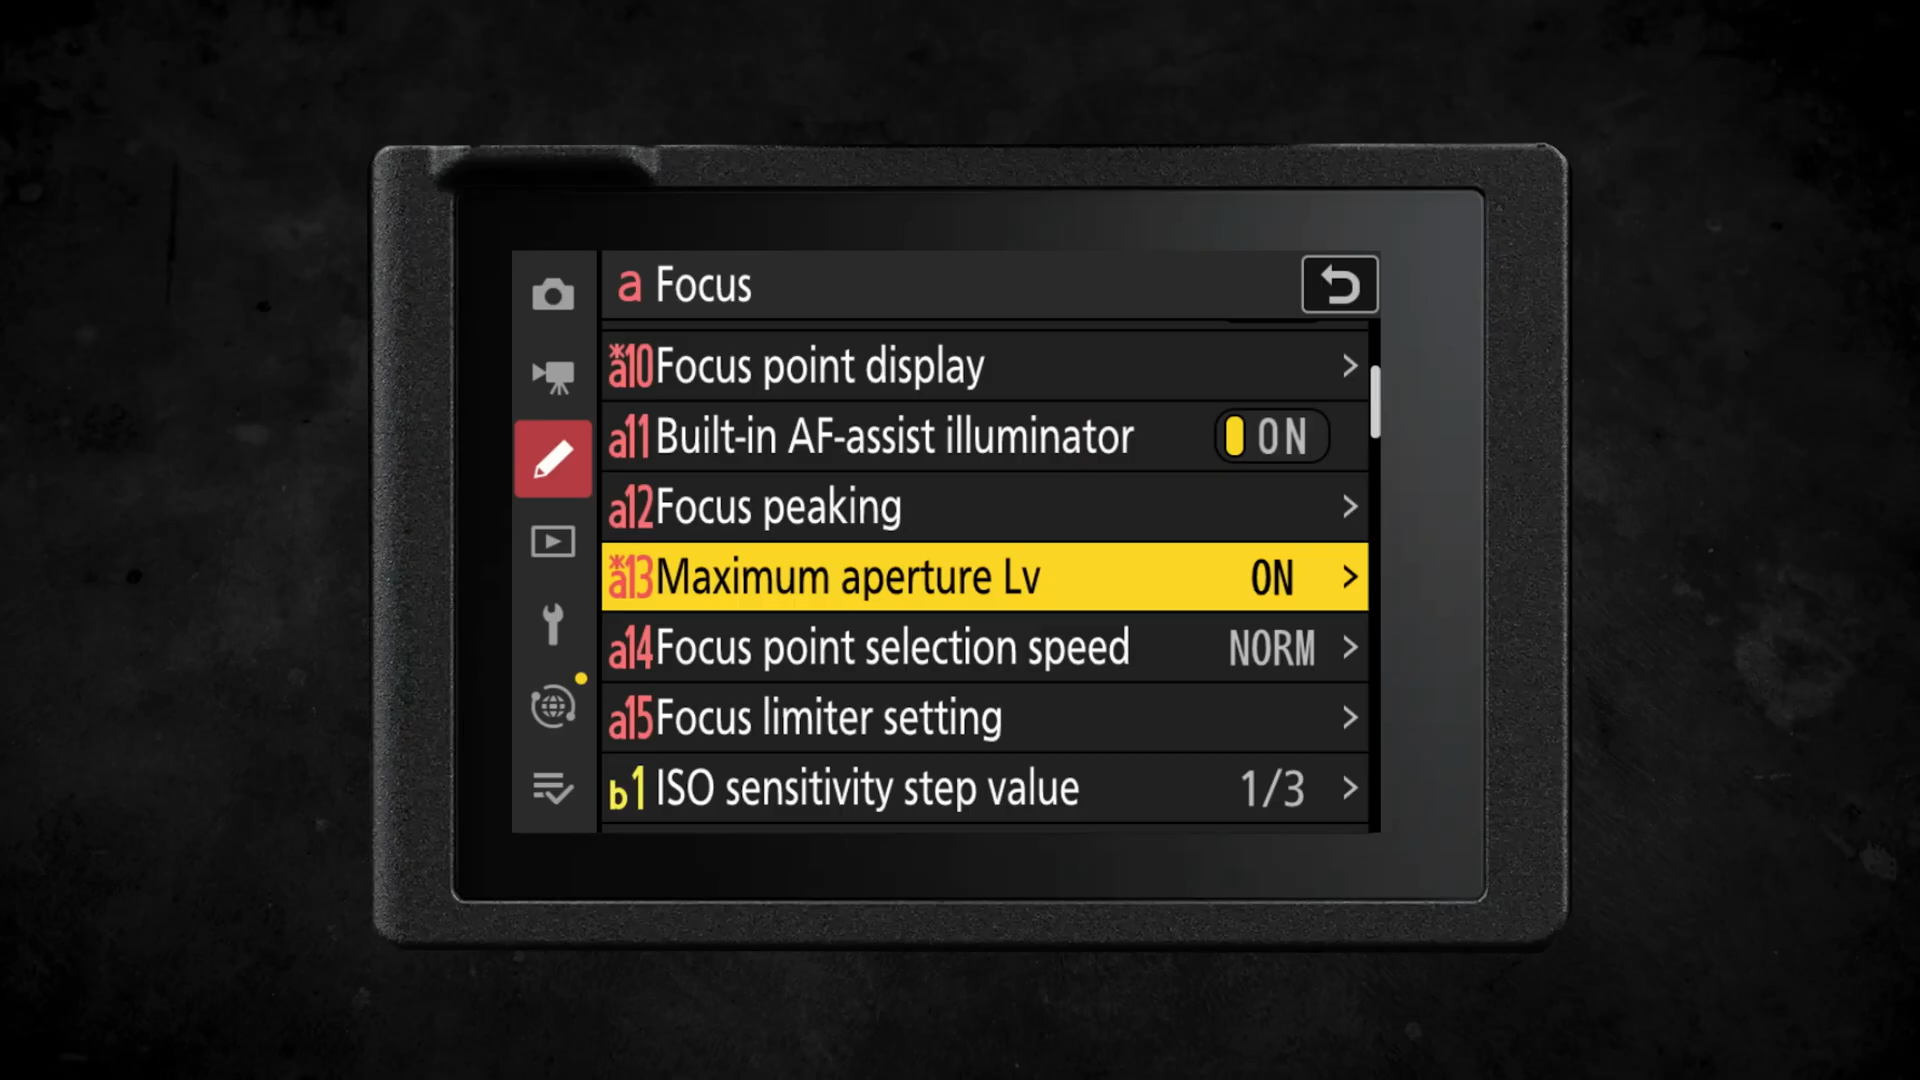 a Focus
*a10 Focus point display >
a11 Built-in AF-assist illuminator ON
a12 Focus peaking >
*a13 Maximum aperture Lv ON >
a14 Focus point selection speed NORM >
a15 Focus limiter setting >
b1 ISO sensitivity step value 1/3 >